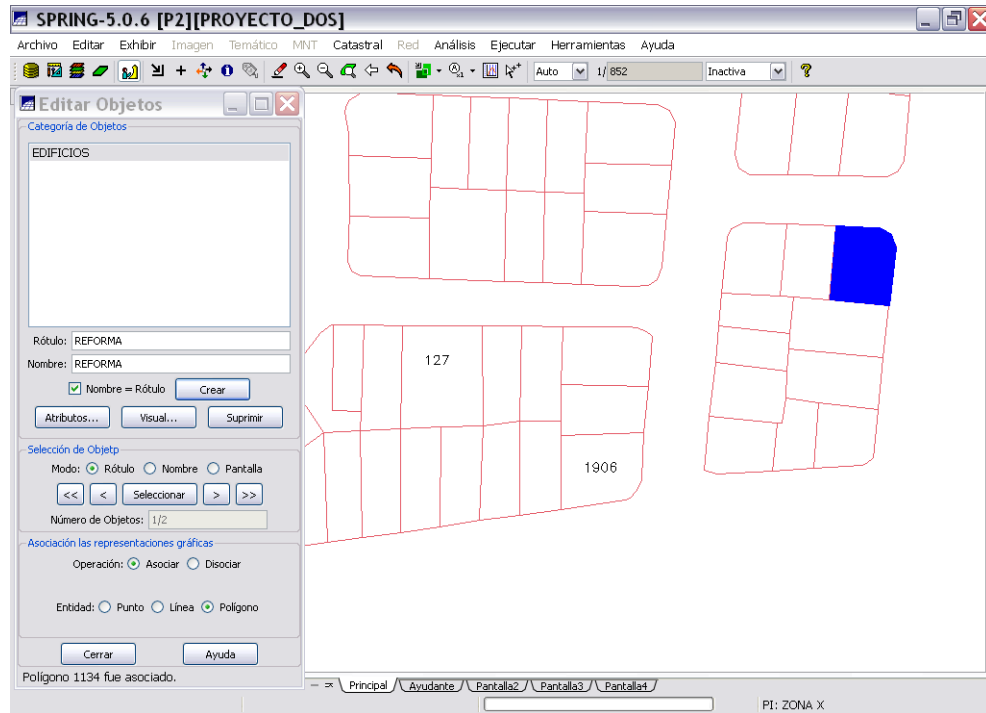 SPRING-5.0.6 [P2][PROYECTO_DOS]
Archivo Editar Exhibir Imagen Temático MNT Catastral Red Análisis Ejecutar Herramientas Ayuda
Auto 1/ 852 Inactiva
Editar Objetos
Categoría de Objetos
EDIFICIOS
Rótulo: REFORMA
Nombre: REFORMA
Nombre = Rótulo Crear
Atributos... Visual... Suprimir
Selección de Objetp
Modo: Rótulo Nombre Pantalla
<< < Seleccionar > >>
Número de Objetos: 1/2
Asociación las representaciones gráficas
Operación: Asociar Disociar
Entidad: Punto Línea Polígono
Cerrar Ayuda
Polígono 1134 fue asociado.
127
1906
Principal Ayudante Pantalla2 Pantalla3 Pantalla4
PI: ZONA X